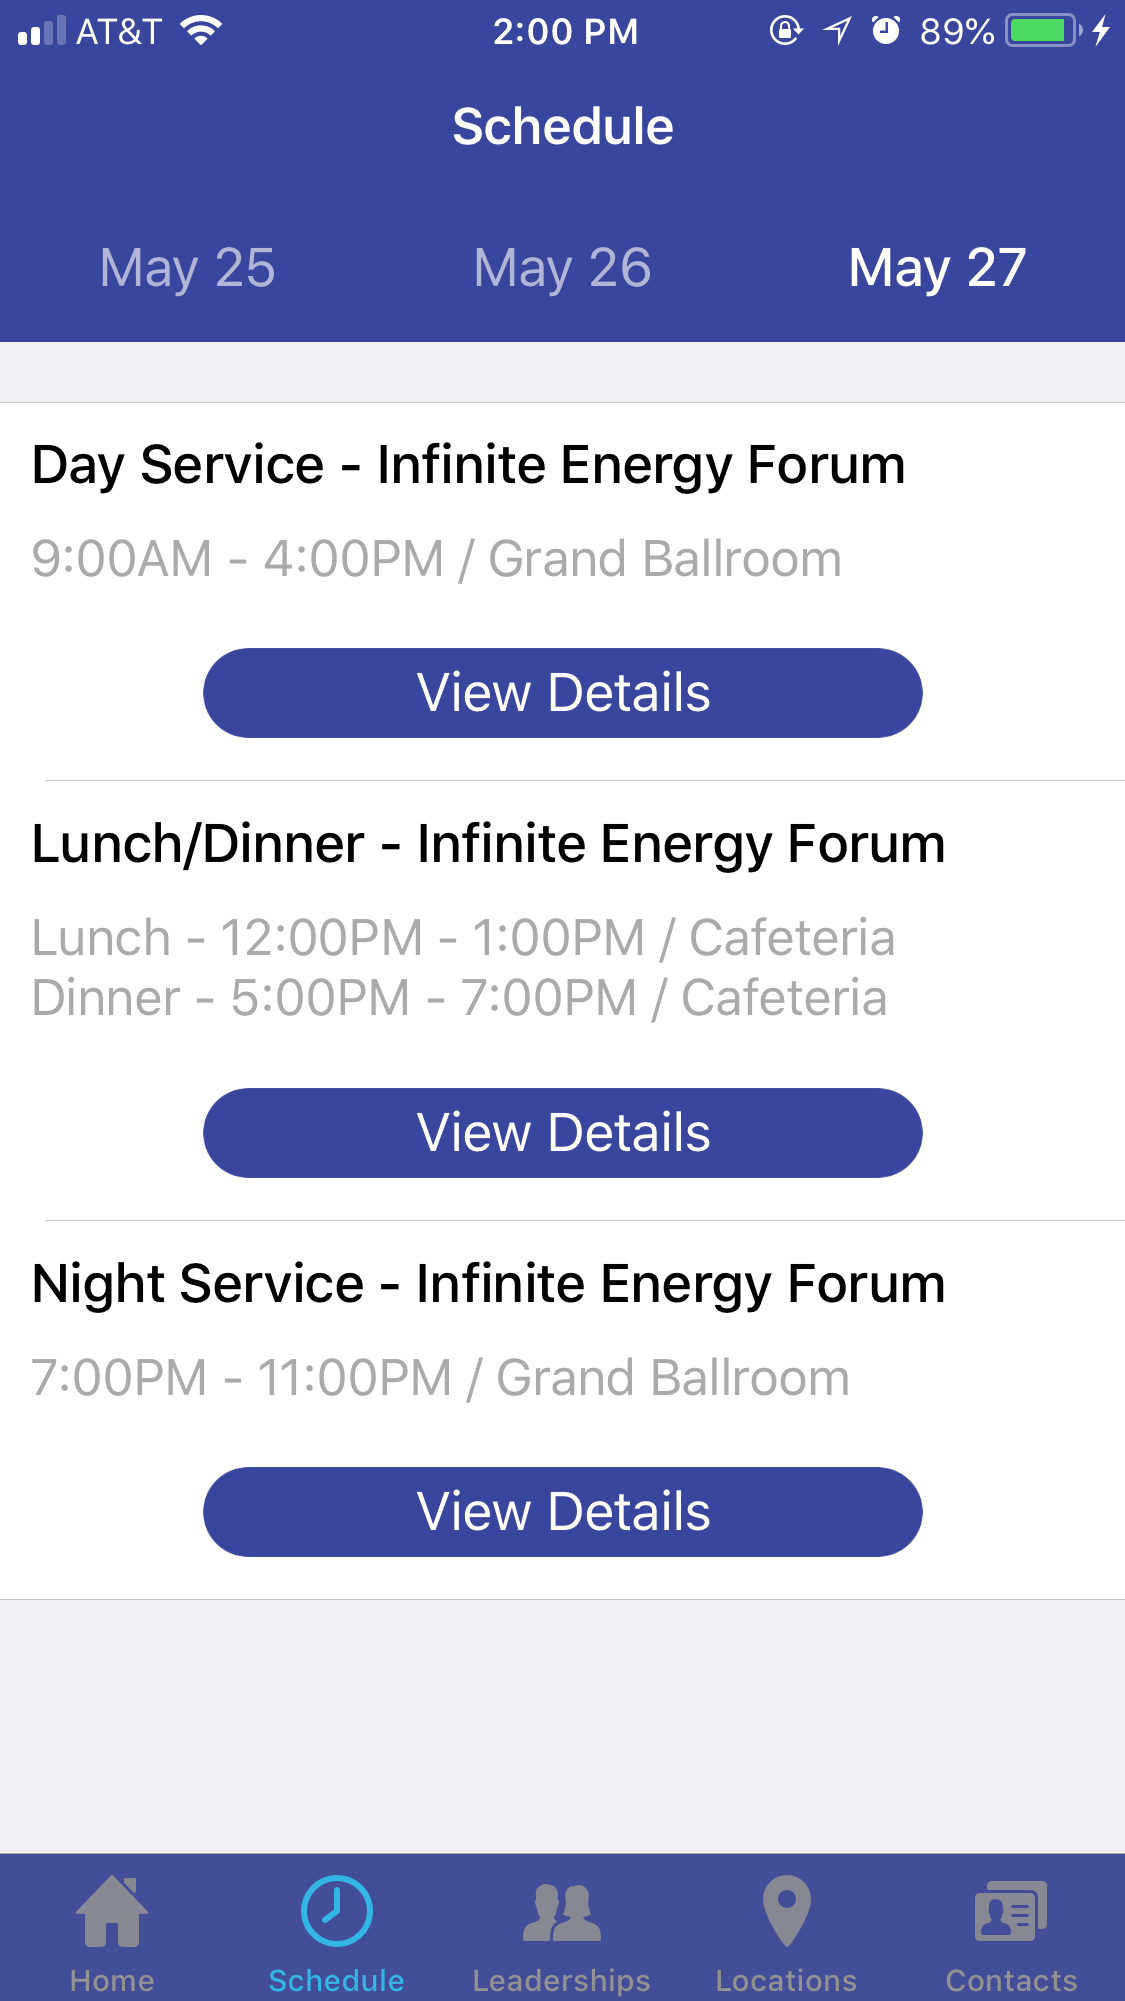 AT&T 2:00 PM 89%
Schedule
May 25 May 26 May 27
Day Service - Infinite Energy Forum
9:00AM - 4:00PM / Grand Ballroom
View Details
Lunch/Dinner - Infinite Energy Forum
Lunch - 12:00PM - 1:00PM / Cafeteria
Dinner - 5:00PM - 7:00PM / Cafeteria
View Details
Night Service - Infinite Energy Forum
7:00PM - 11:00PM / Grand Ballroom
View Details
Home Schedule Leaderships Locations Contacts